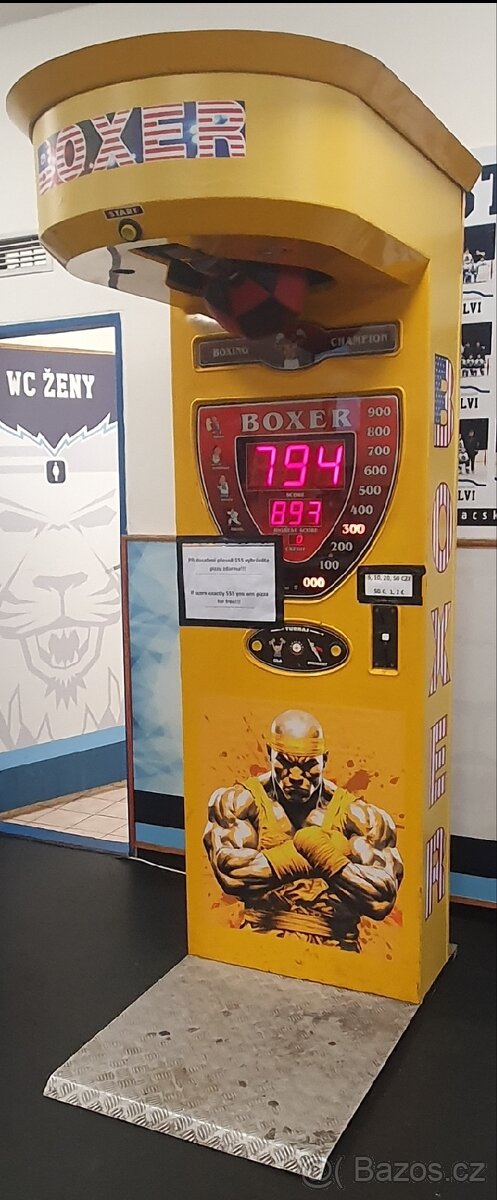 BOXER
START
BOXING CHAMPION
BOXER
900
800
700
600
500
400
300
200
100
000
794
SCORE
893
HIGHEST SCORE
0
CREDIT
Při dosažení přesně 555 vyhráváte
pizzu zdarma!!!
If score exactly 555 you win pizza
for free!!!
5, 10, 20, 50 CZK
50 €, 1, 2 €
BOXER
WC ŽENY
LVI
LVI
LVI
Bazos.cz